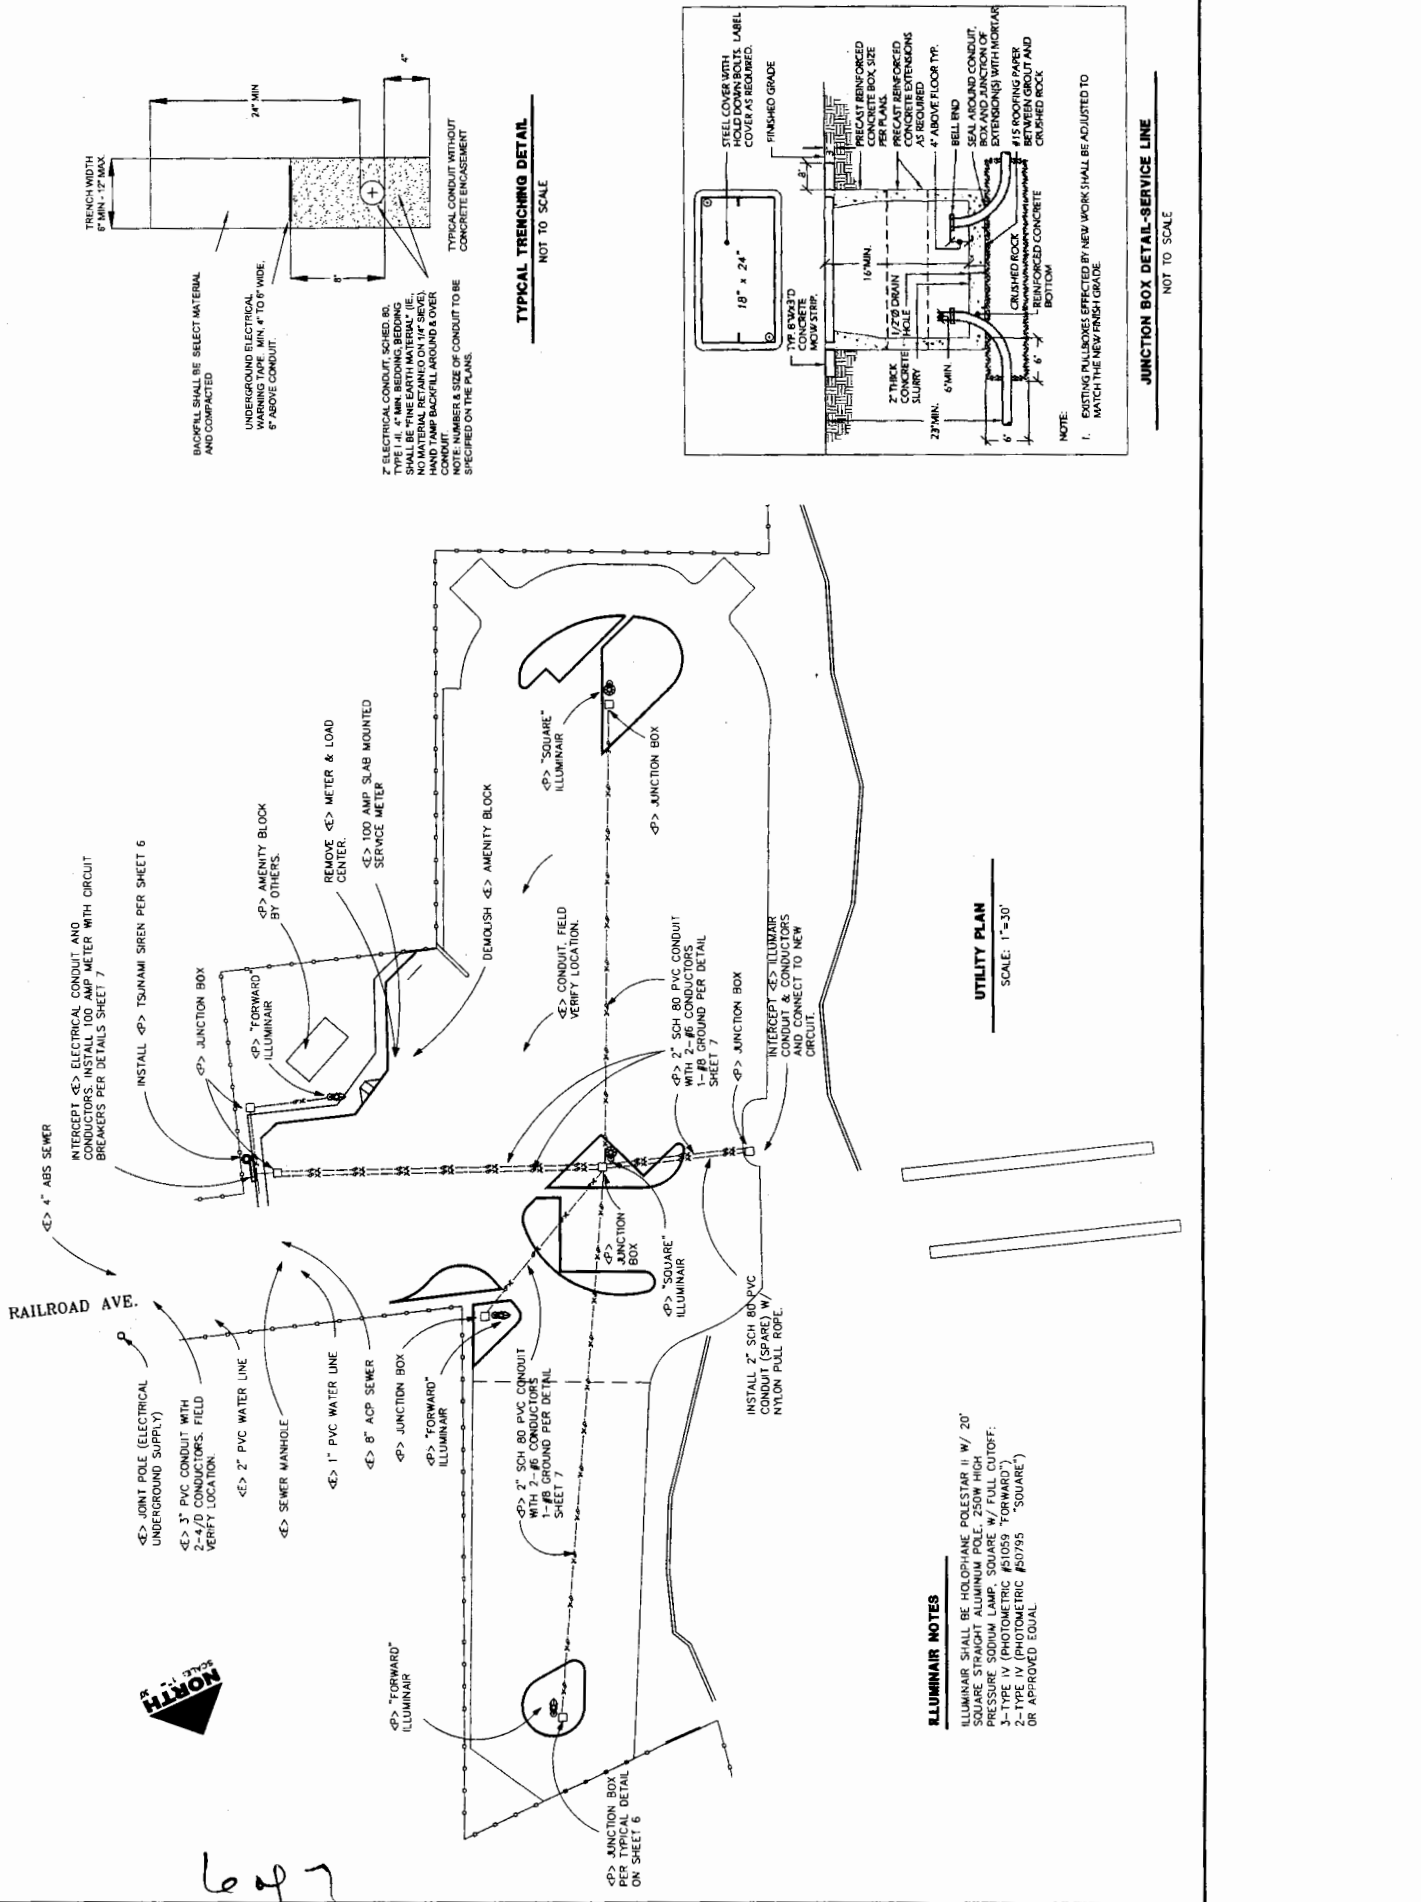 TRENCH WIDTH
6" MIN - 12" MAX.
24" MIN
4"
8"
BACKFILL SHALL BE SELECT MATERIAL
AND COMPACTED
UNDERGROUND ELECTRICAL
WARNING TAPE. MIN, 4" TO 6" WIDE,
6" ABOVE CONDUIT.
2" ELECTRICAL CONDUIT, SCHED. 80,
TYPE I -II, 4" MIN. BEDDING, BEDDING
SHALL BE "FINE EARTH MATERIAL" (IE.,
NO MATERIAL RETAINED ON 1/4" SIEVE).
HAND TAMP BACKFILL AROUND & OVER
CONDUIT.
NOTE: NUMBER & SIZE OF CONDUIT TO BE
SPECIFIED ON THE PLANS.
TYPICAL CONDUIT WITHOUT
CONCRETE ENCASEMENT
TYPICAL TRENCHING DETAIL
NOT TO SCALE
18" x 24"
STEEL COVER WITH
HOLD DOWN BOLTS. LABEL
COVER AS REQUIRED.
FINISHED GRADE
TYP. 8"Wx3"D
CONCRETE
MOW STRIP.
8"
3"
PRECAST REINFORCED
CONCRETE BOX, SIZE
PER PLANS.
PRECAST REINFORCED
CONCRETE EXTENSIONS
AS REQUIRED
4" ABOVE FLOOR TYP.
BELL END
SEAL AROUND CONDUIT,
BOX AND JUNCTION OF
EXTENSION(S) WITH MORTAR
#15 ROOFING PAPER
BETWEEN GROUT AND
CRUSHED ROCK
16"MIN.
2" THICK
CONCRETE
SLURRY
1/2"Ø DRAIN
HOLE
6"MIN.
23"MIN.
CRUSHED ROCK
REINFORCED CONCRETE
BOTTOM
6"
6"
NOTE:
1. EXISTING PULLBOXES EFFECTED BY NEW WORK SHALL BE ADJUSTED TO
MATCH THE NEW FINISH GRADE.
JUNCTION BOX DETAIL-SERVICE LINE
NOT TO SCALE
<E> 4" ABS SEWER
INTERCEPT <E> ELECTRICAL CONDUIT AND
CONDUCTORS. INSTALL 100 AMP METER WITH CIRCUIT
BREAKERS PER DETAILS SHEET 7
INSTALL <P> TSUNAMI SIREN PER SHEET 6
<P> JUNCTION BOX
<P> "FORWARD"
ILLUMINAIR
<P> AMENITY BLOCK
BY OTHERS.
REMOVE <E> METER & LOAD
CENTER.
<E> 100 AMP SLAB MOUNTED
SERVICE METER
DEMOLISH <E> AMENITY BLOCK
<P> "SQUARE"
ILLUMINAIR
<P> JUNCTION BOX
<E> CONDUIT, FIELD
VERIFY LOCATION.
<P> 2" SCH 80 PVC CONDUIT
WITH 2-#6 CONDUCTORS
1-#8 GROUND PER DETAIL
SHEET 7
<P> JUNCTION BOX
INTERCEPT <E> ILLUMAIR
CONDUIT & CONDUCTORS
AND CONNECT TO NEW
CIRCUIT.
RAILROAD AVE.
<E> JOINT POLE (ELECTRICAL
UNDERGROUND SUPPLY)
<E> 3" PVC CONDUIT WITH
2-4/D CONDUCTORS. FIELD
VERIFY LOCATION.
<E> 2" PVC WATER LINE
<E> SEWER MANHOLE
<E> 1" PVC WATER LINE
<E> 8" ACP SEWER
<P> JUNCTION BOX
<P> "FORWARD"
ILLUMINAIR
<P> 2" SCH 80 PVC CONDUIT
WITH 2-#6 CONDUCTORS
1-#8 GROUND PER DETAIL
SHEET 7
<P>
JUNCTION
BOX
<P> "SQUARE"
ILLUMINAIR
INSTALL 2" SCH 80 PVC
CONDUIT (SPARE) W/
NYLON PULL ROPE.
<P> "FORWARD"
ILLUMINAIR
<P> JUNCTION BOX
PER TYPICAL DETAIL
ON SHEET 6
NORTH
UTILITY PLAN
SCALE: 1"=30'
ILLUMINAIR NOTES
ILLUMINAIR SHALL BE HOLOPHANE POLESTAR II W/ 20'
SQUARE STRAIGHT ALUMINUM POLE, 250W HIGH
PRESSURE SODIUM LAMP, SQUARE W/ FULL CUTOFF:
3-TYPE IV (PHOTOMETRIC #51059 "FORWARD")
2-TYPE IV (PHOTOMETRIC #50795 "SQUARE")
OR APPROVED EQUAL
6 of 7